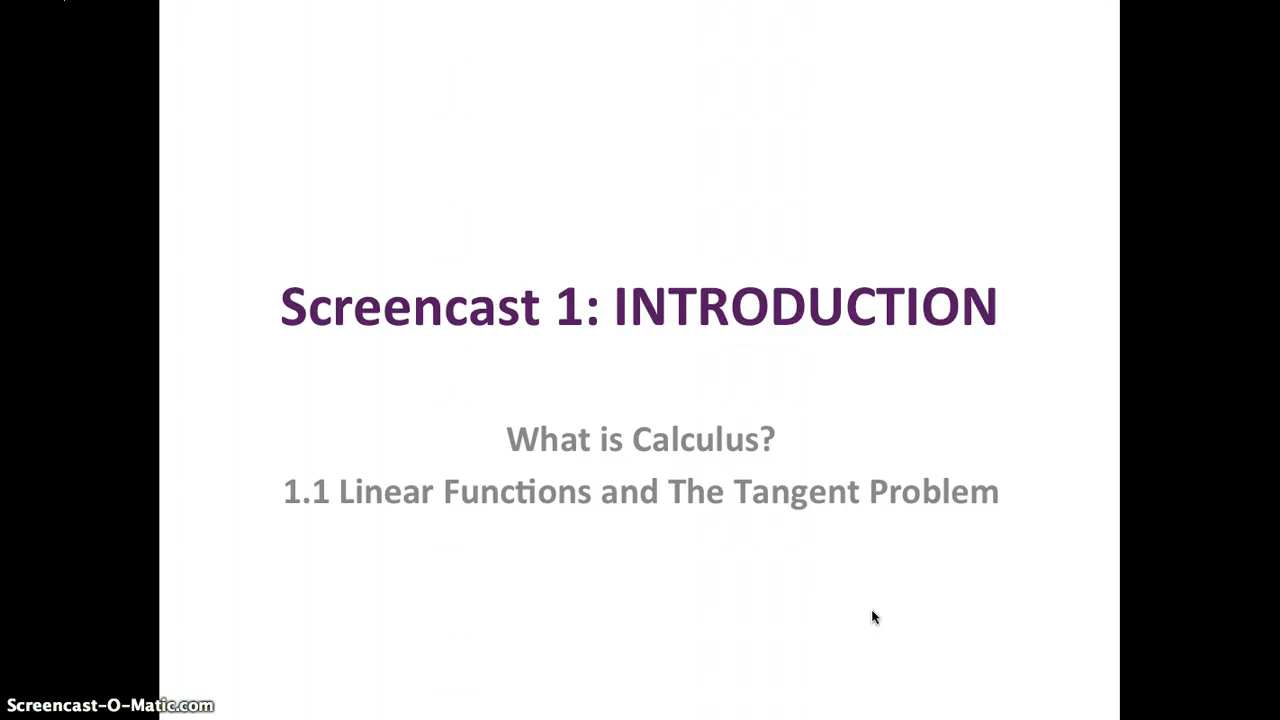 Screencast 1: INTRODUCTION
What is Calculus?
1.1 Linear Functions and The Tangent Problem
Screencast-O-Matic.com